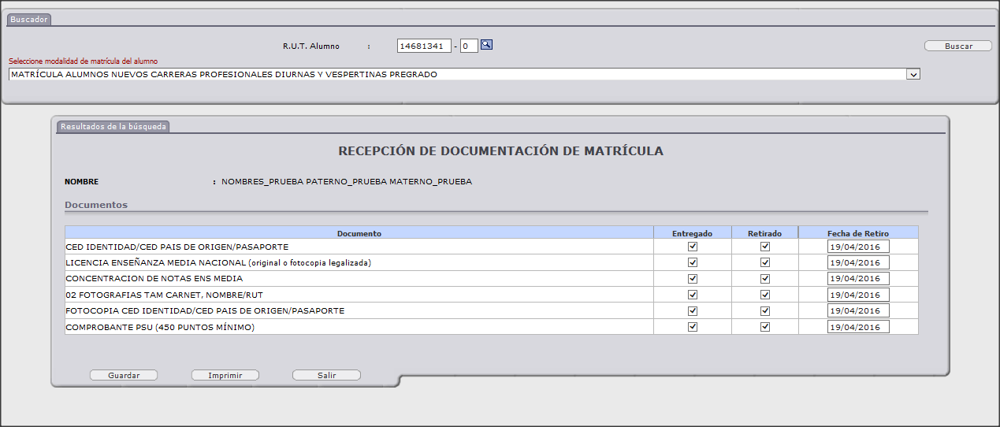 Buscador
R.U.T. Alumno : 14681341 - 0 Buscar
Seleccione modalidad de matrícula del alumno
MATRÍCULA ALUMNOS NUEVOS CARRERAS PROFESIONALES DIURNAS Y VESPERTINAS PREGRADO
Resultados de la búsqueda
RECEPCIÓN DE DOCUMENTACIÓN DE MATRÍCULA
NOMBRE : NOMBRES_PRUEBA PATERNO_PRUEBA MATERNO_PRUEBA
Documentos
Documento Entregado Retirado Fecha de Retiro
CED IDENTIDAD/CED PAIS DE ORIGEN/PASAPORTE 19/04/2016
LICENCIA ENSEÑANZA MEDIA NACIONAL (original o fotocopia legalizada) 19/04/2016
CONCENTRACION DE NOTAS ENS MEDIA 19/04/2016
02 FOTOGRAFIAS TAM CARNET, NOMBRE/RUT 19/04/2016
FOTOCOPIA CED IDENTIDAD/CED PAIS DE ORIGEN/PASAPORTE 19/04/2016
COMPROBANTE PSU (450 PUNTOS MÍNIMO) 19/04/2016
Guardar Imprimir Salir